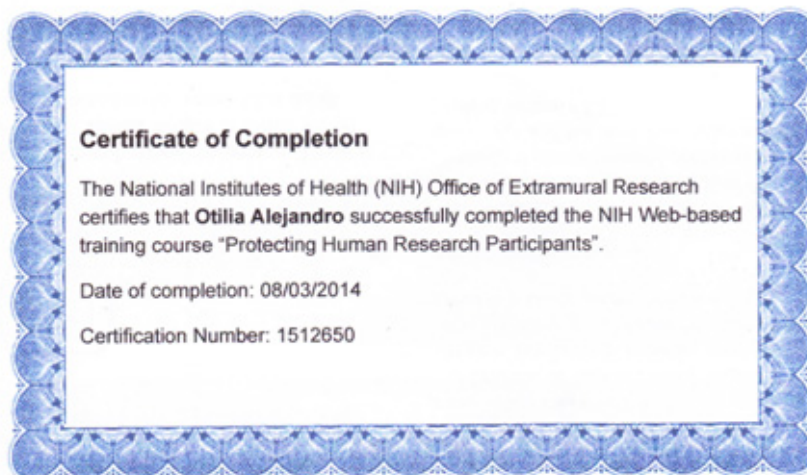 Certificate of Completion
The National Institutes of Health (NIH) Office of Extramural Research
certifies that Otilia Alejandro successfully completed the NIH Web-based
training course “Protecting Human Research Participants”.
Date of completion: 08/03/2014
Certification Number: 1512650